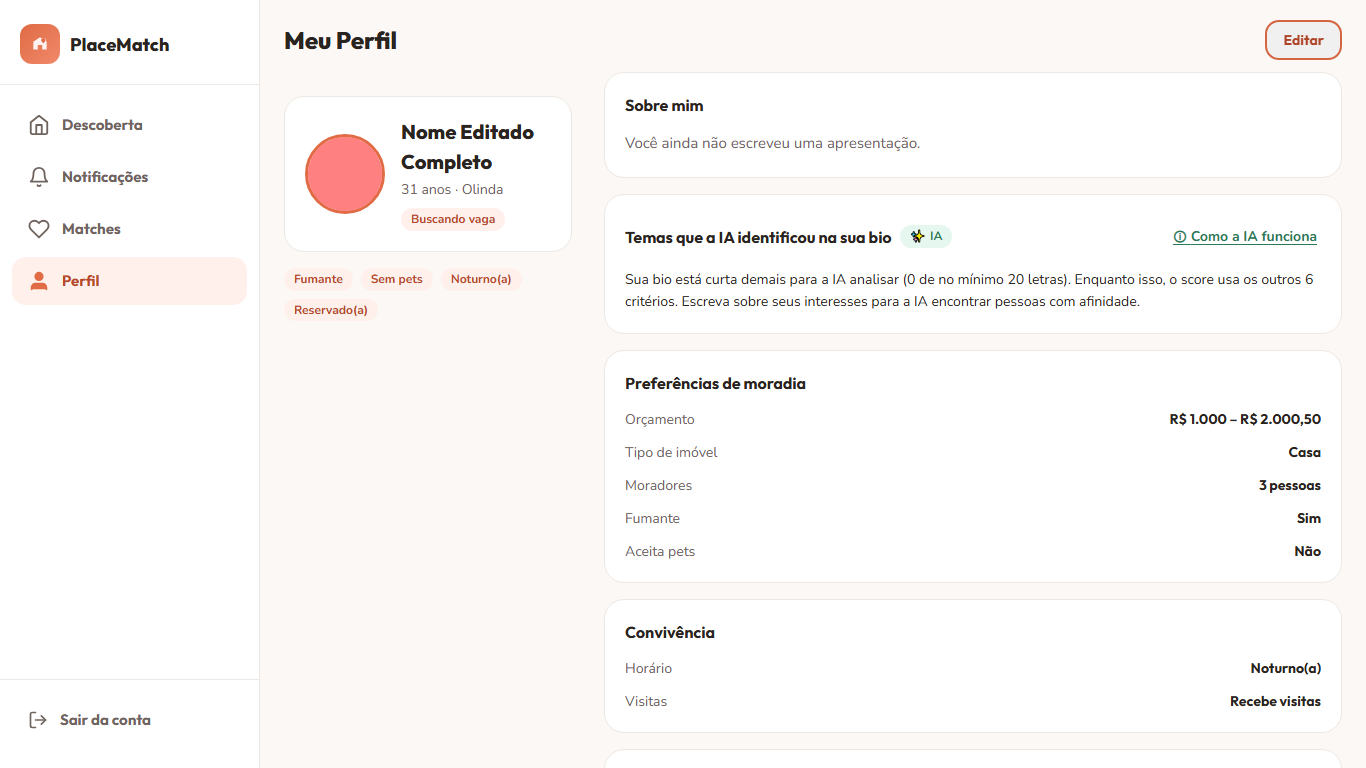 PlaceMatch
Descoberta
Notificações
Matches
Perfil
Sair da conta
Meu Perfil
Editar
Nome Editado
Completo
31 anos · Olinda
Buscando vaga
Fumante
Sem pets
Noturno(a)
Reservado(a)
Sobre mim
Você ainda não escreveu uma apresentação.
Temas que a IA identificou na sua bio
✨ IA
ⓘ Como a IA funciona
Sua bio está curta demais para a IA analisar (0 de no mínimo 20 letras). Enquanto isso, o score usa os outros 6
critérios. Escreva sobre seus interesses para a IA encontrar pessoas com afinidade.
Preferências de moradia
Orçamento R$ 1.000 – R$ 2.000,50
Tipo de imóvel Casa
Moradores 3 pessoas
Fumante Sim
Aceita pets Não
Convivência
Horário Noturno(a)
Visitas Recebe visitas